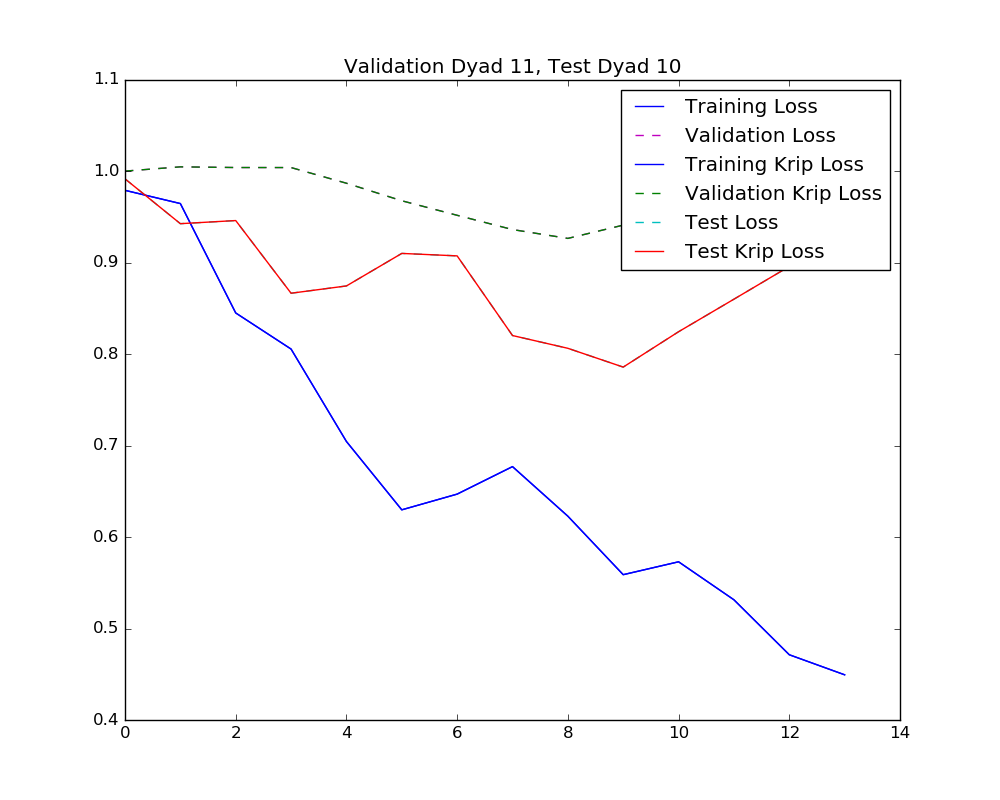 Validation Dyad 11, Test Dyad 10
1.1
1.0
0.9
0.8
0.7
0.6
0.5
0.4
Training Loss
Validation Loss
Training Krip Loss
Validation Krip Loss
Test Loss
Test Krip Loss
0 2 4 6 8 10 12 14